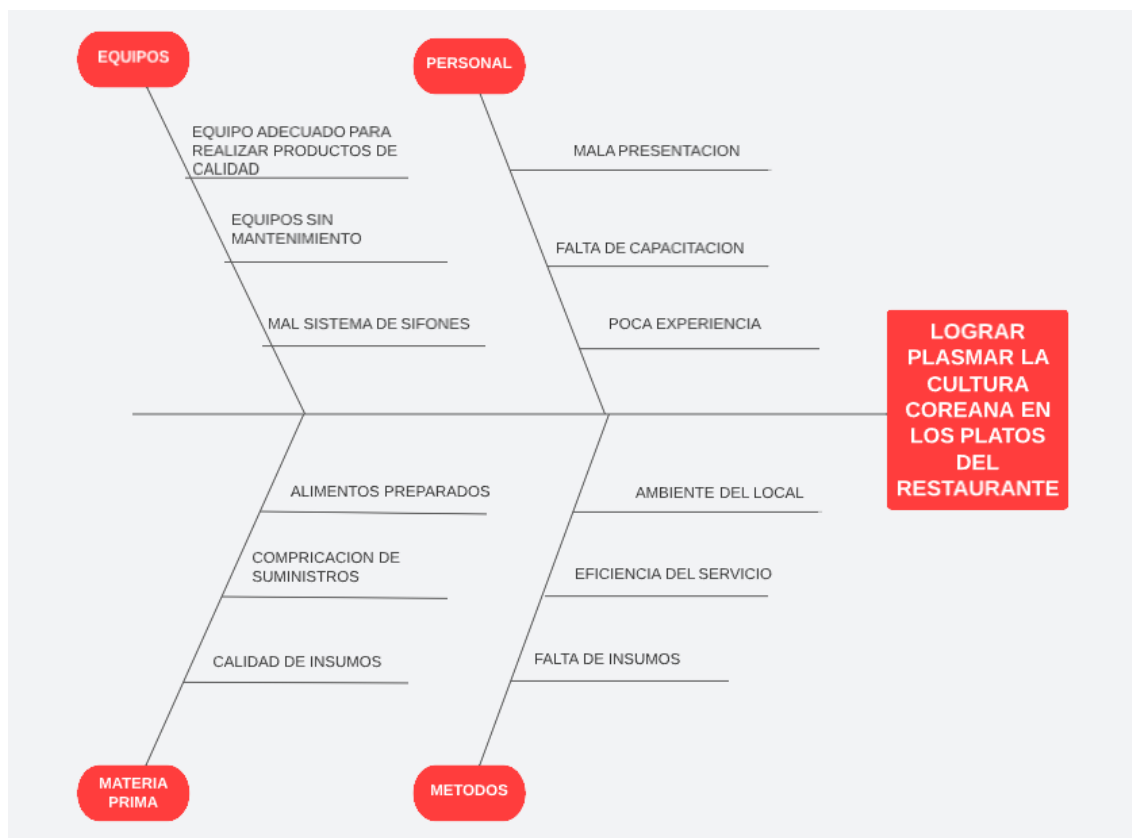 EQUIPOS
PERSONAL
EQUIPO ADECUADO PARA
REALIZAR PRODUCTOS DE
CALIDAD
MALA PRESENTACION
EQUIPOS SIN
MANTENIMIENTO
FALTA DE CAPACITACION
MAL SISTEMA DE SIFONES
POCA EXPERIENCIA
LOGRAR
PLASMAR LA
CULTURA
COREANA EN
LOS PLATOS
DEL
RESTAURANTE
ALIMENTOS PREPARADOS
AMBIENTE DEL LOCAL
COMPRICACION DE
SUMINISTROS
EFICIENCIA DEL SERVICIO
CALIDAD DE INSUMOS
FALTA DE INSUMOS
MATERIA
PRIMA
METODOS